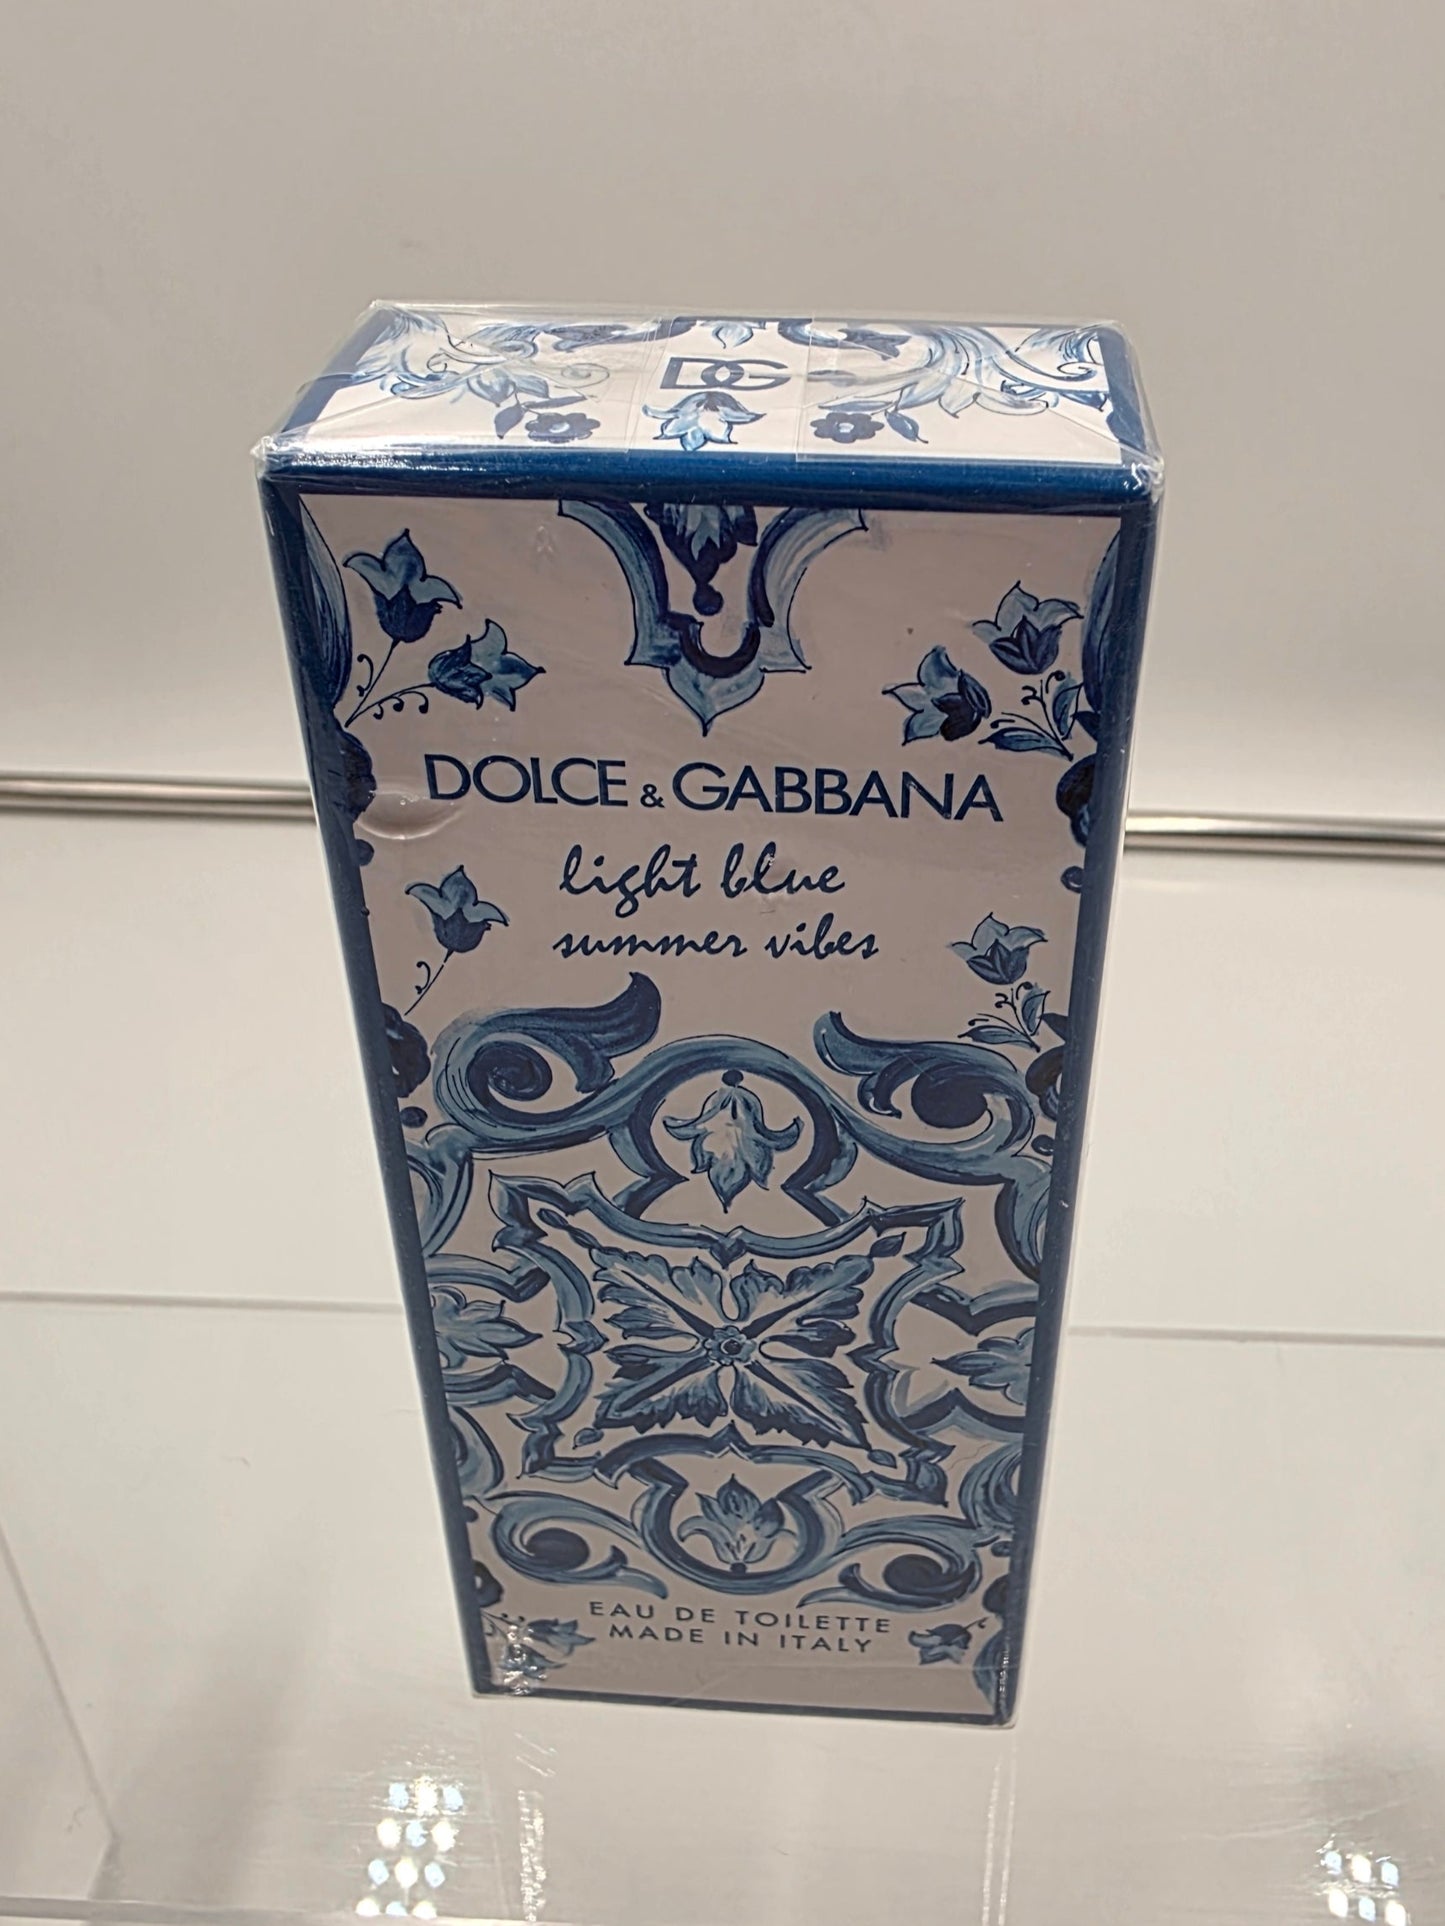 DG
DOLCE & GABBANA
light blue
summer vibes
EAU DE TOILETTE
MADE IN ITALY